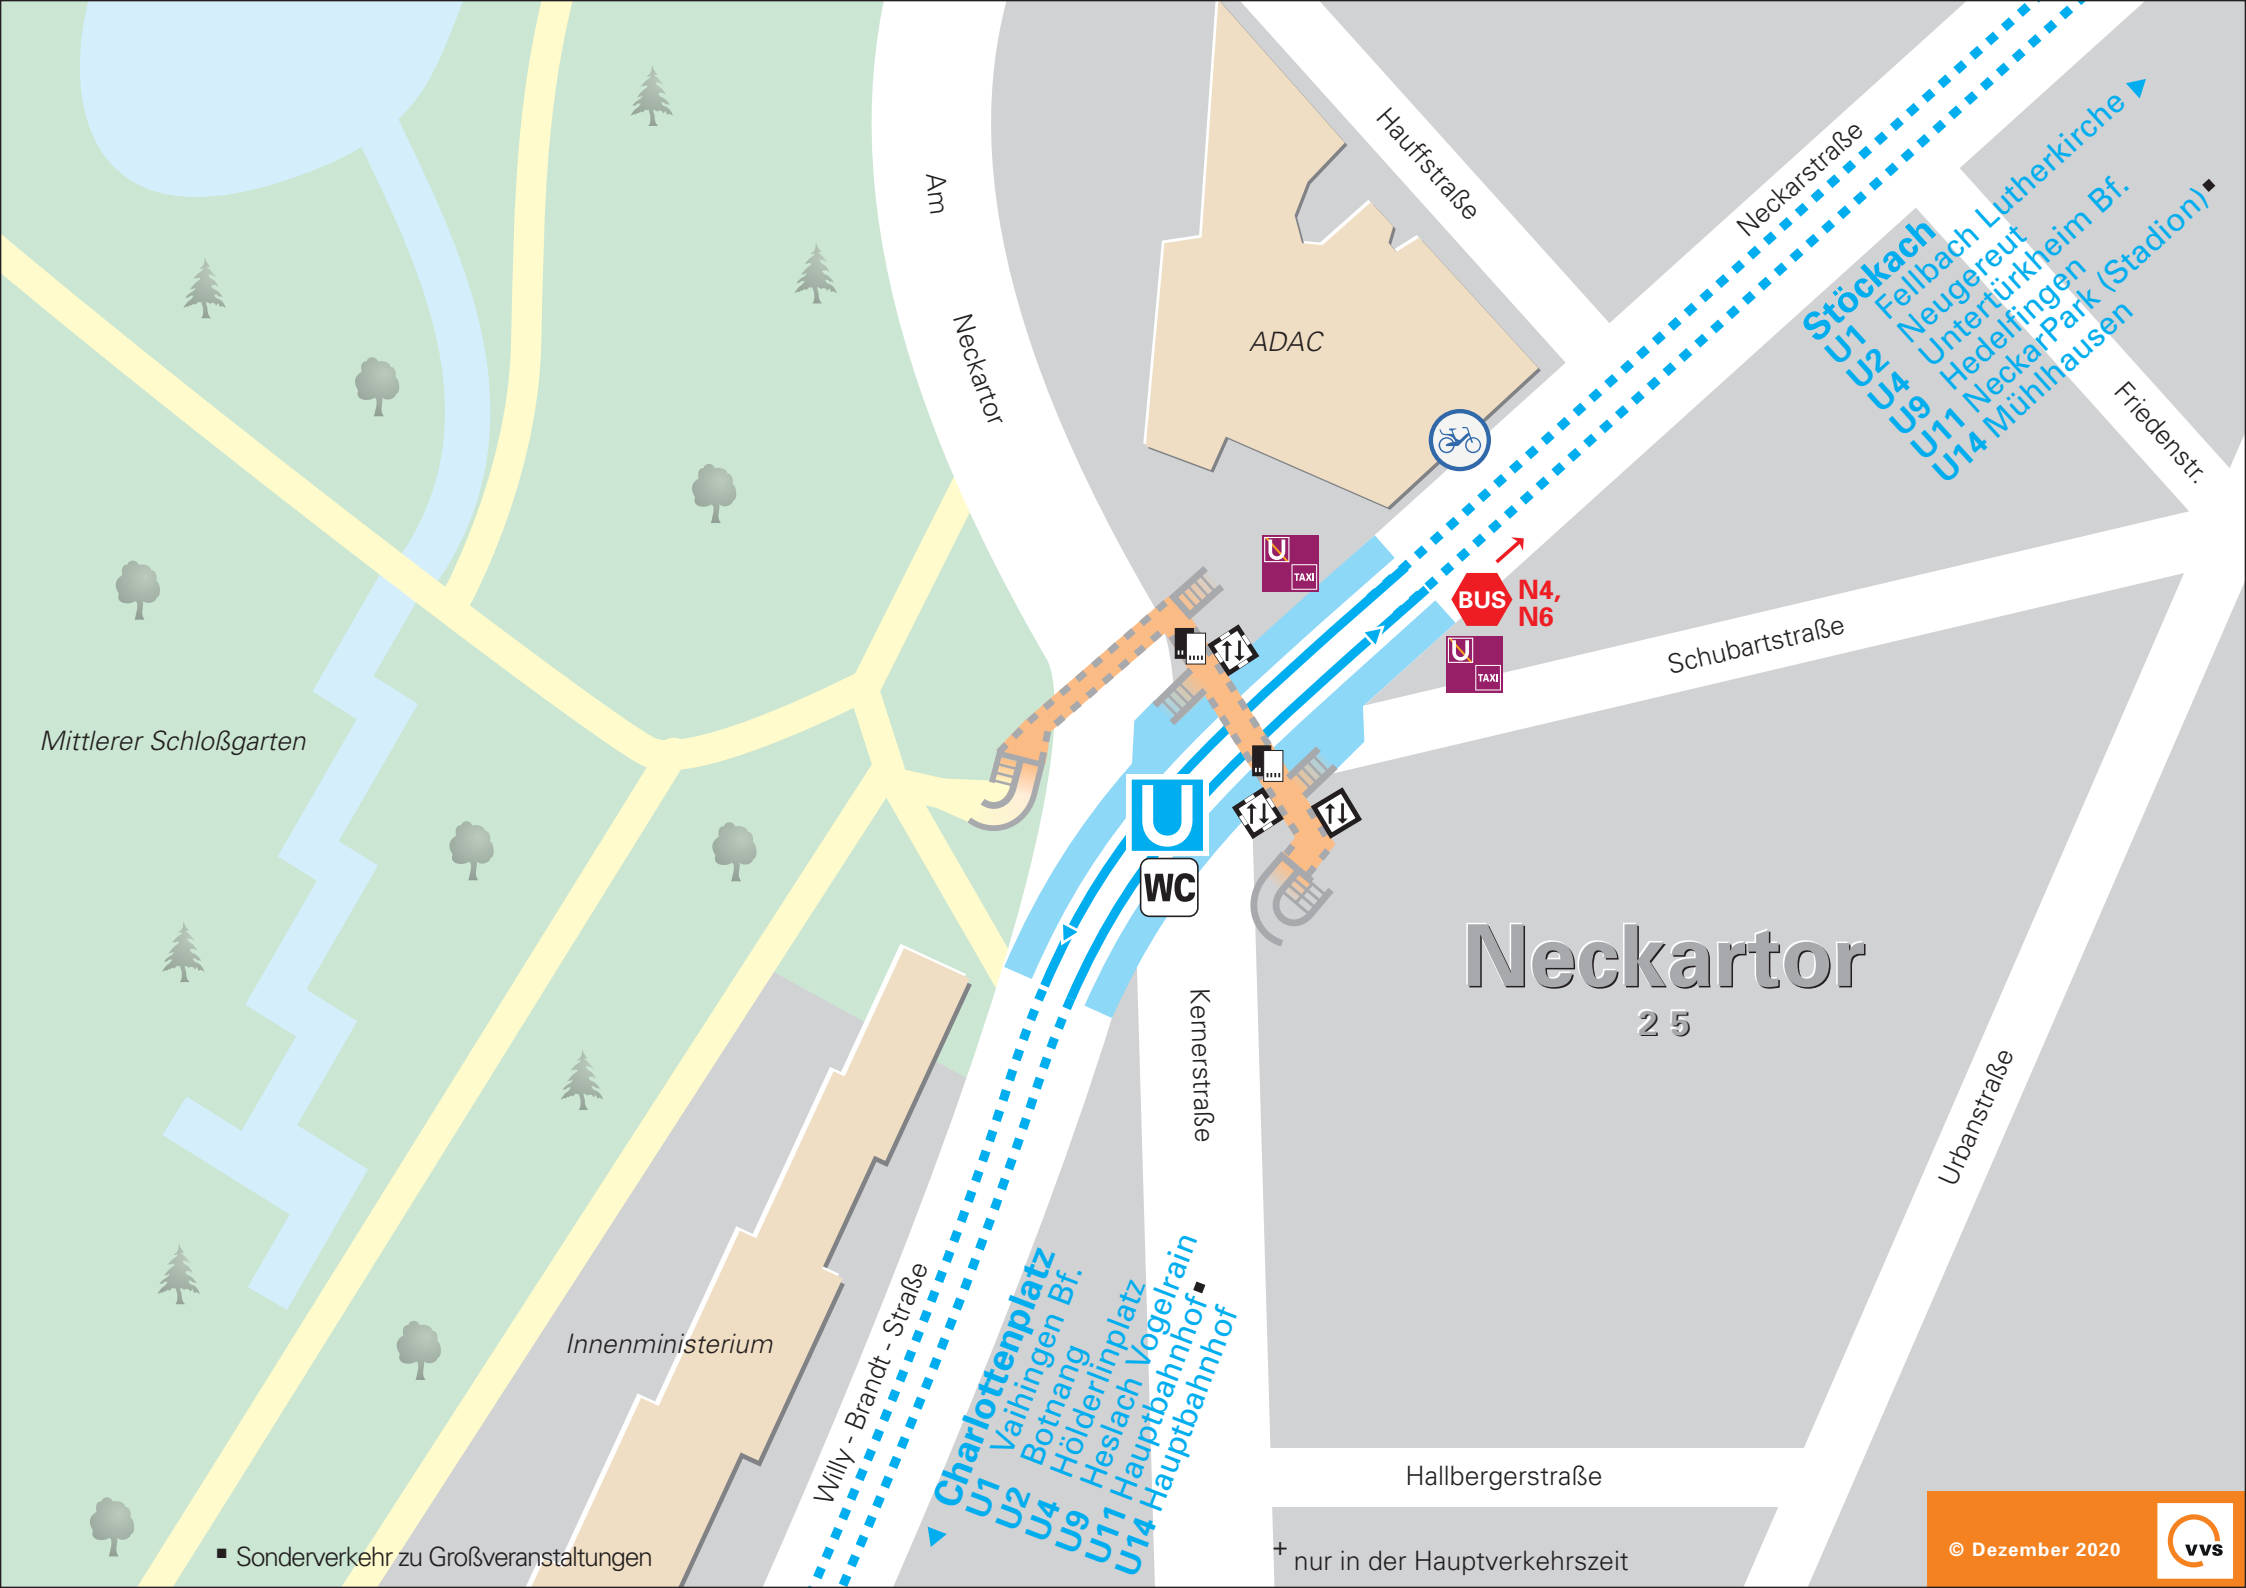 Am
Neckartor
Hauffstraße
Neckarstraße
ADAC
Stöckach
U1 Fellbach Lutherkirche
U2 Neugereut
U4 Untertürkheim Bf.
U9 Hedelfingen
U11 NeckarPark (Stadion)▪
U14 Mühlhausen
Friedenstr.
U
TAXI
BUS
N4,
N6
U
TAXI
Schubartstraße
Mittlerer Schloßgarten
U
WC
Neckartor
25
Kernerstraße
Urbanstraße
Innenministerium
Willy - Brandt - Straße
Charlottenplatz
U1 Vaihingen Bf.
U2 Botnang
U4 Hölderlinplatz
U9 Heslach Vogelrain
U11 Hauptbahnhof▪
U14 Hauptbahnhof
Hallbergerstraße
▪ Sonderverkehr zu Großveranstaltungen
+ nur in der Hauptverkehrszeit
© Dezember 2020
vvs